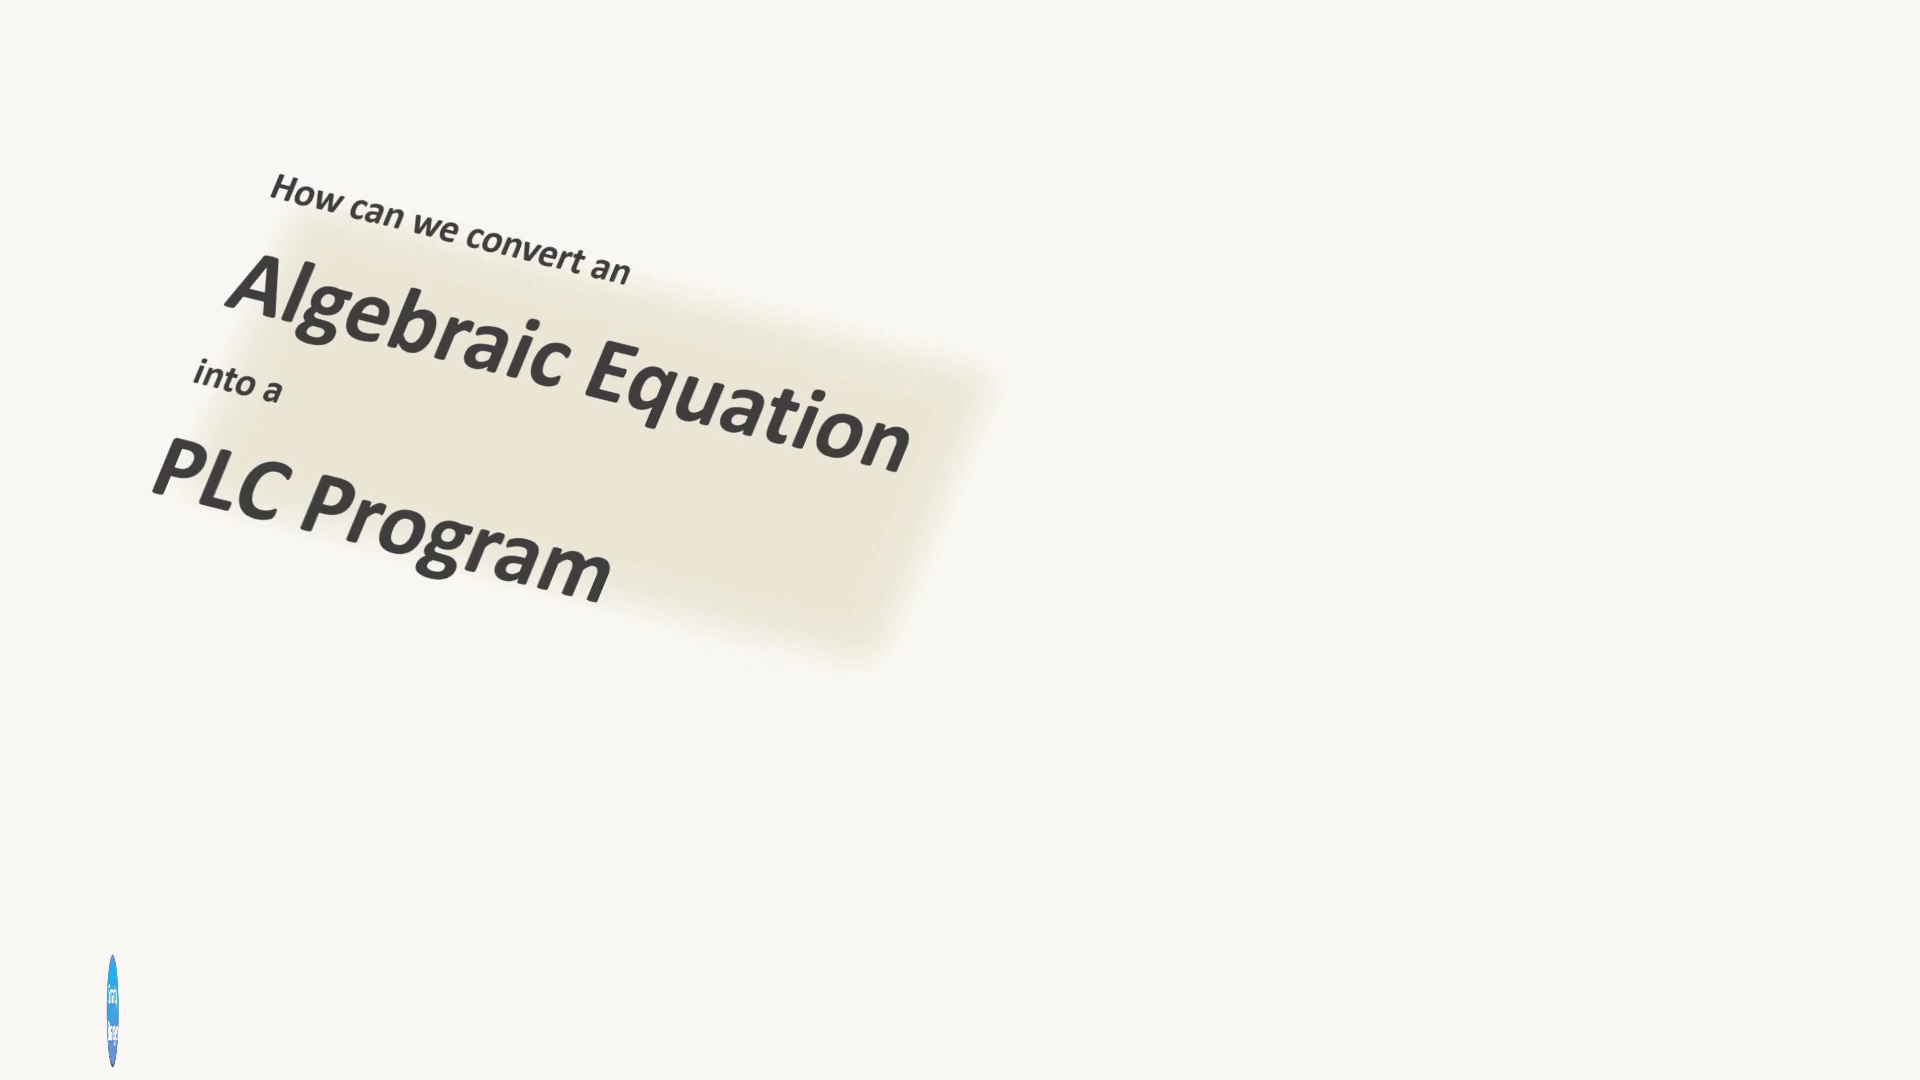 How can we convert an
Algebraic Equation
into a
PLC Program